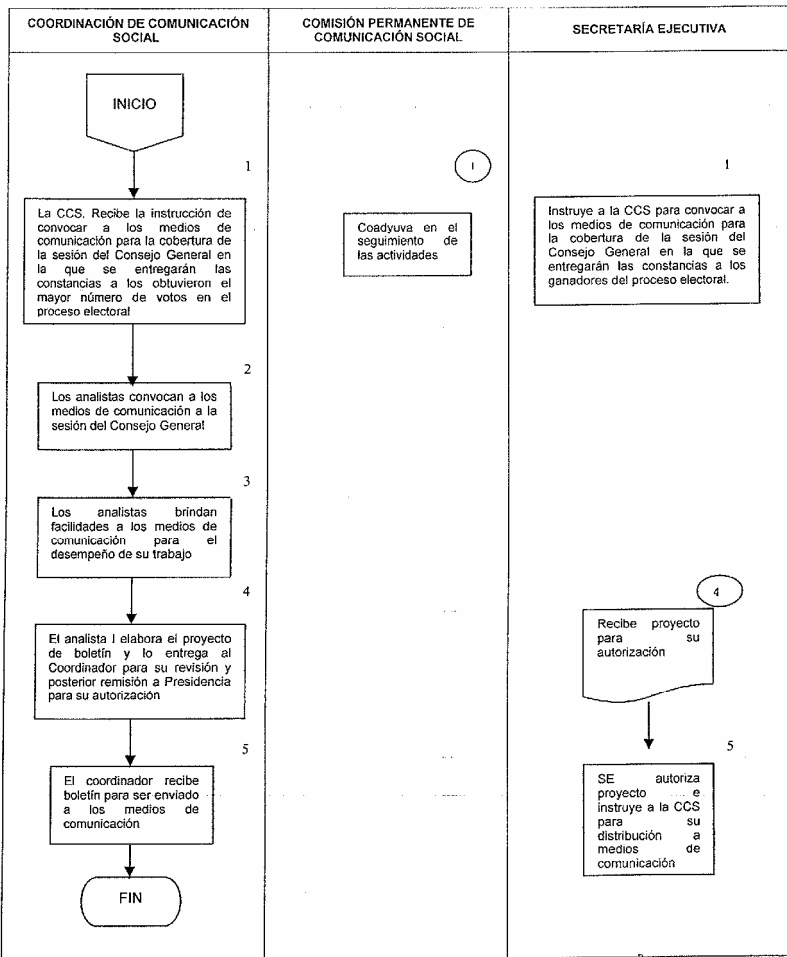 COORDINACIÓN DE COMUNICACIÓN
SOCIAL
COMISIÓN PERMANENTE DE
COMUNICACIÓN SOCIAL
SECRETARÍA EJECUTIVA
INICIO
1
La CCS. Recibe la instrucción de
convocar a los medios de
comunicación para la cobertura de
la sesión del Consejo General en
la que se entregarán las
constancias a los obtuvieron el
mayor número de votos en el
proceso electoral
2
Los analistas convocan a los
medios de comunicación a la
sesión del Consejo General
3
Los analistas brindan
facilidades a los medios de
comunicación para el
desempeño de su trabajo
4
El analista I elabora el proyecto
de boletín y lo entrega al
Coordinador para su revisión y
posterior remisión a Presidencia
para su autorización
5
El coordinador recibe
boletín para ser enviado
a los medios de
comunicación
FIN
1
Coadyuva en el
seguimiento de
las actividades
1
Instruye a la CCS para convocar a
los medios de comunicación para
la cobertura de la sesión del
Consejo General en la que se
entregarán las constancias a los
ganadores del proceso electoral.
4
Recibe proyecto
para su
autorización
5
SE autoriza
proyecto e
instruye a la CCS
para su
distribución a
medios de
comunicación